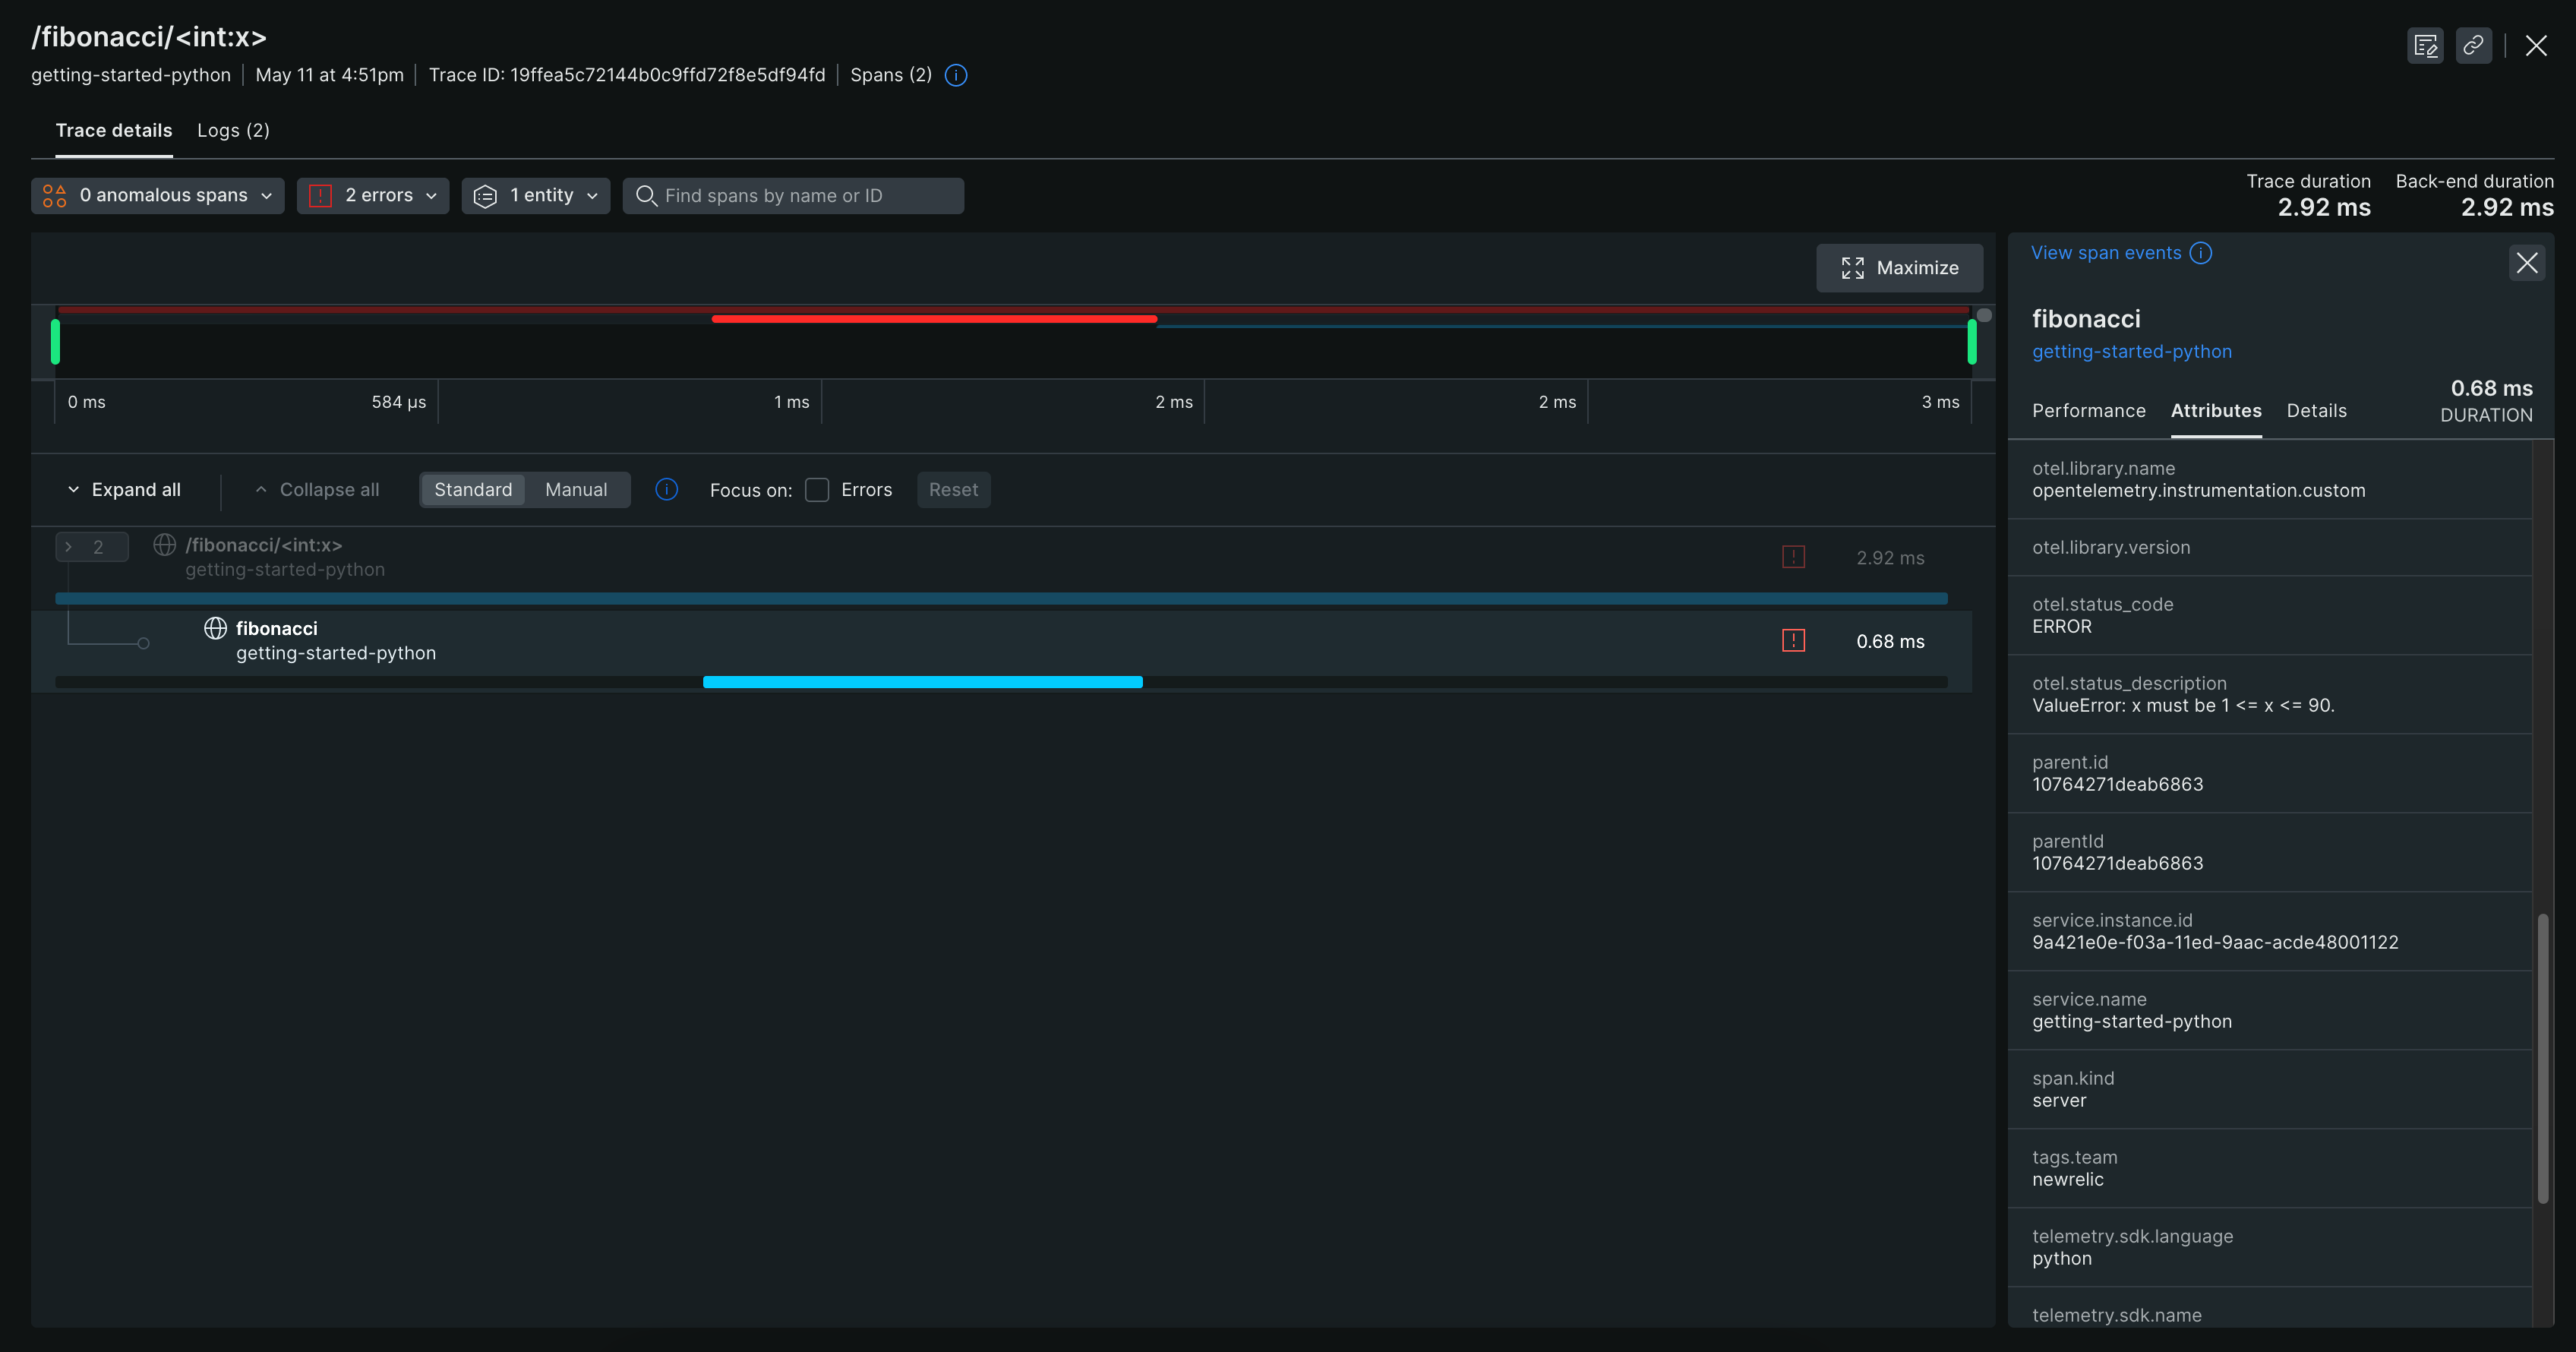 /fibonacci/<int:x>
getting-started-python May 11 at 4:51pm Trace ID: 19ffea5c72144b0c9ffd72f8e5df94fd Spans (2)
Trace details Logs (2)
0 anomalous spans 2 errors 1 entity Find spans by name or ID
Trace duration Back-end duration
2.92 ms 2.92 ms
Maximize
0 ms 584 µs 1 ms 2 ms 2 ms 3 ms
Expand all Collapse all Standard Manual Focus on: Errors Reset
2 /fibonacci/<int:x>
getting-started-python
2.92 ms
fibonacci
getting-started-python
0.68 ms
View span events
fibonacci
getting-started-python
0.68 ms
DURATION
Performance Attributes Details
otel.library.name
opentelemetry.instrumentation.custom
otel.library.version
otel.status_code
ERROR
otel.status_description
ValueError: x must be 1 <= x <= 90.
parent.id
10764271deab6863
parentId
10764271deab6863
service.instance.id
9a421e0e-f03a-11ed-9aac-acde48001122
service.name
getting-started-python
span.kind
server
tags.team
newrelic
telemetry.sdk.language
python
telemetry.sdk.name